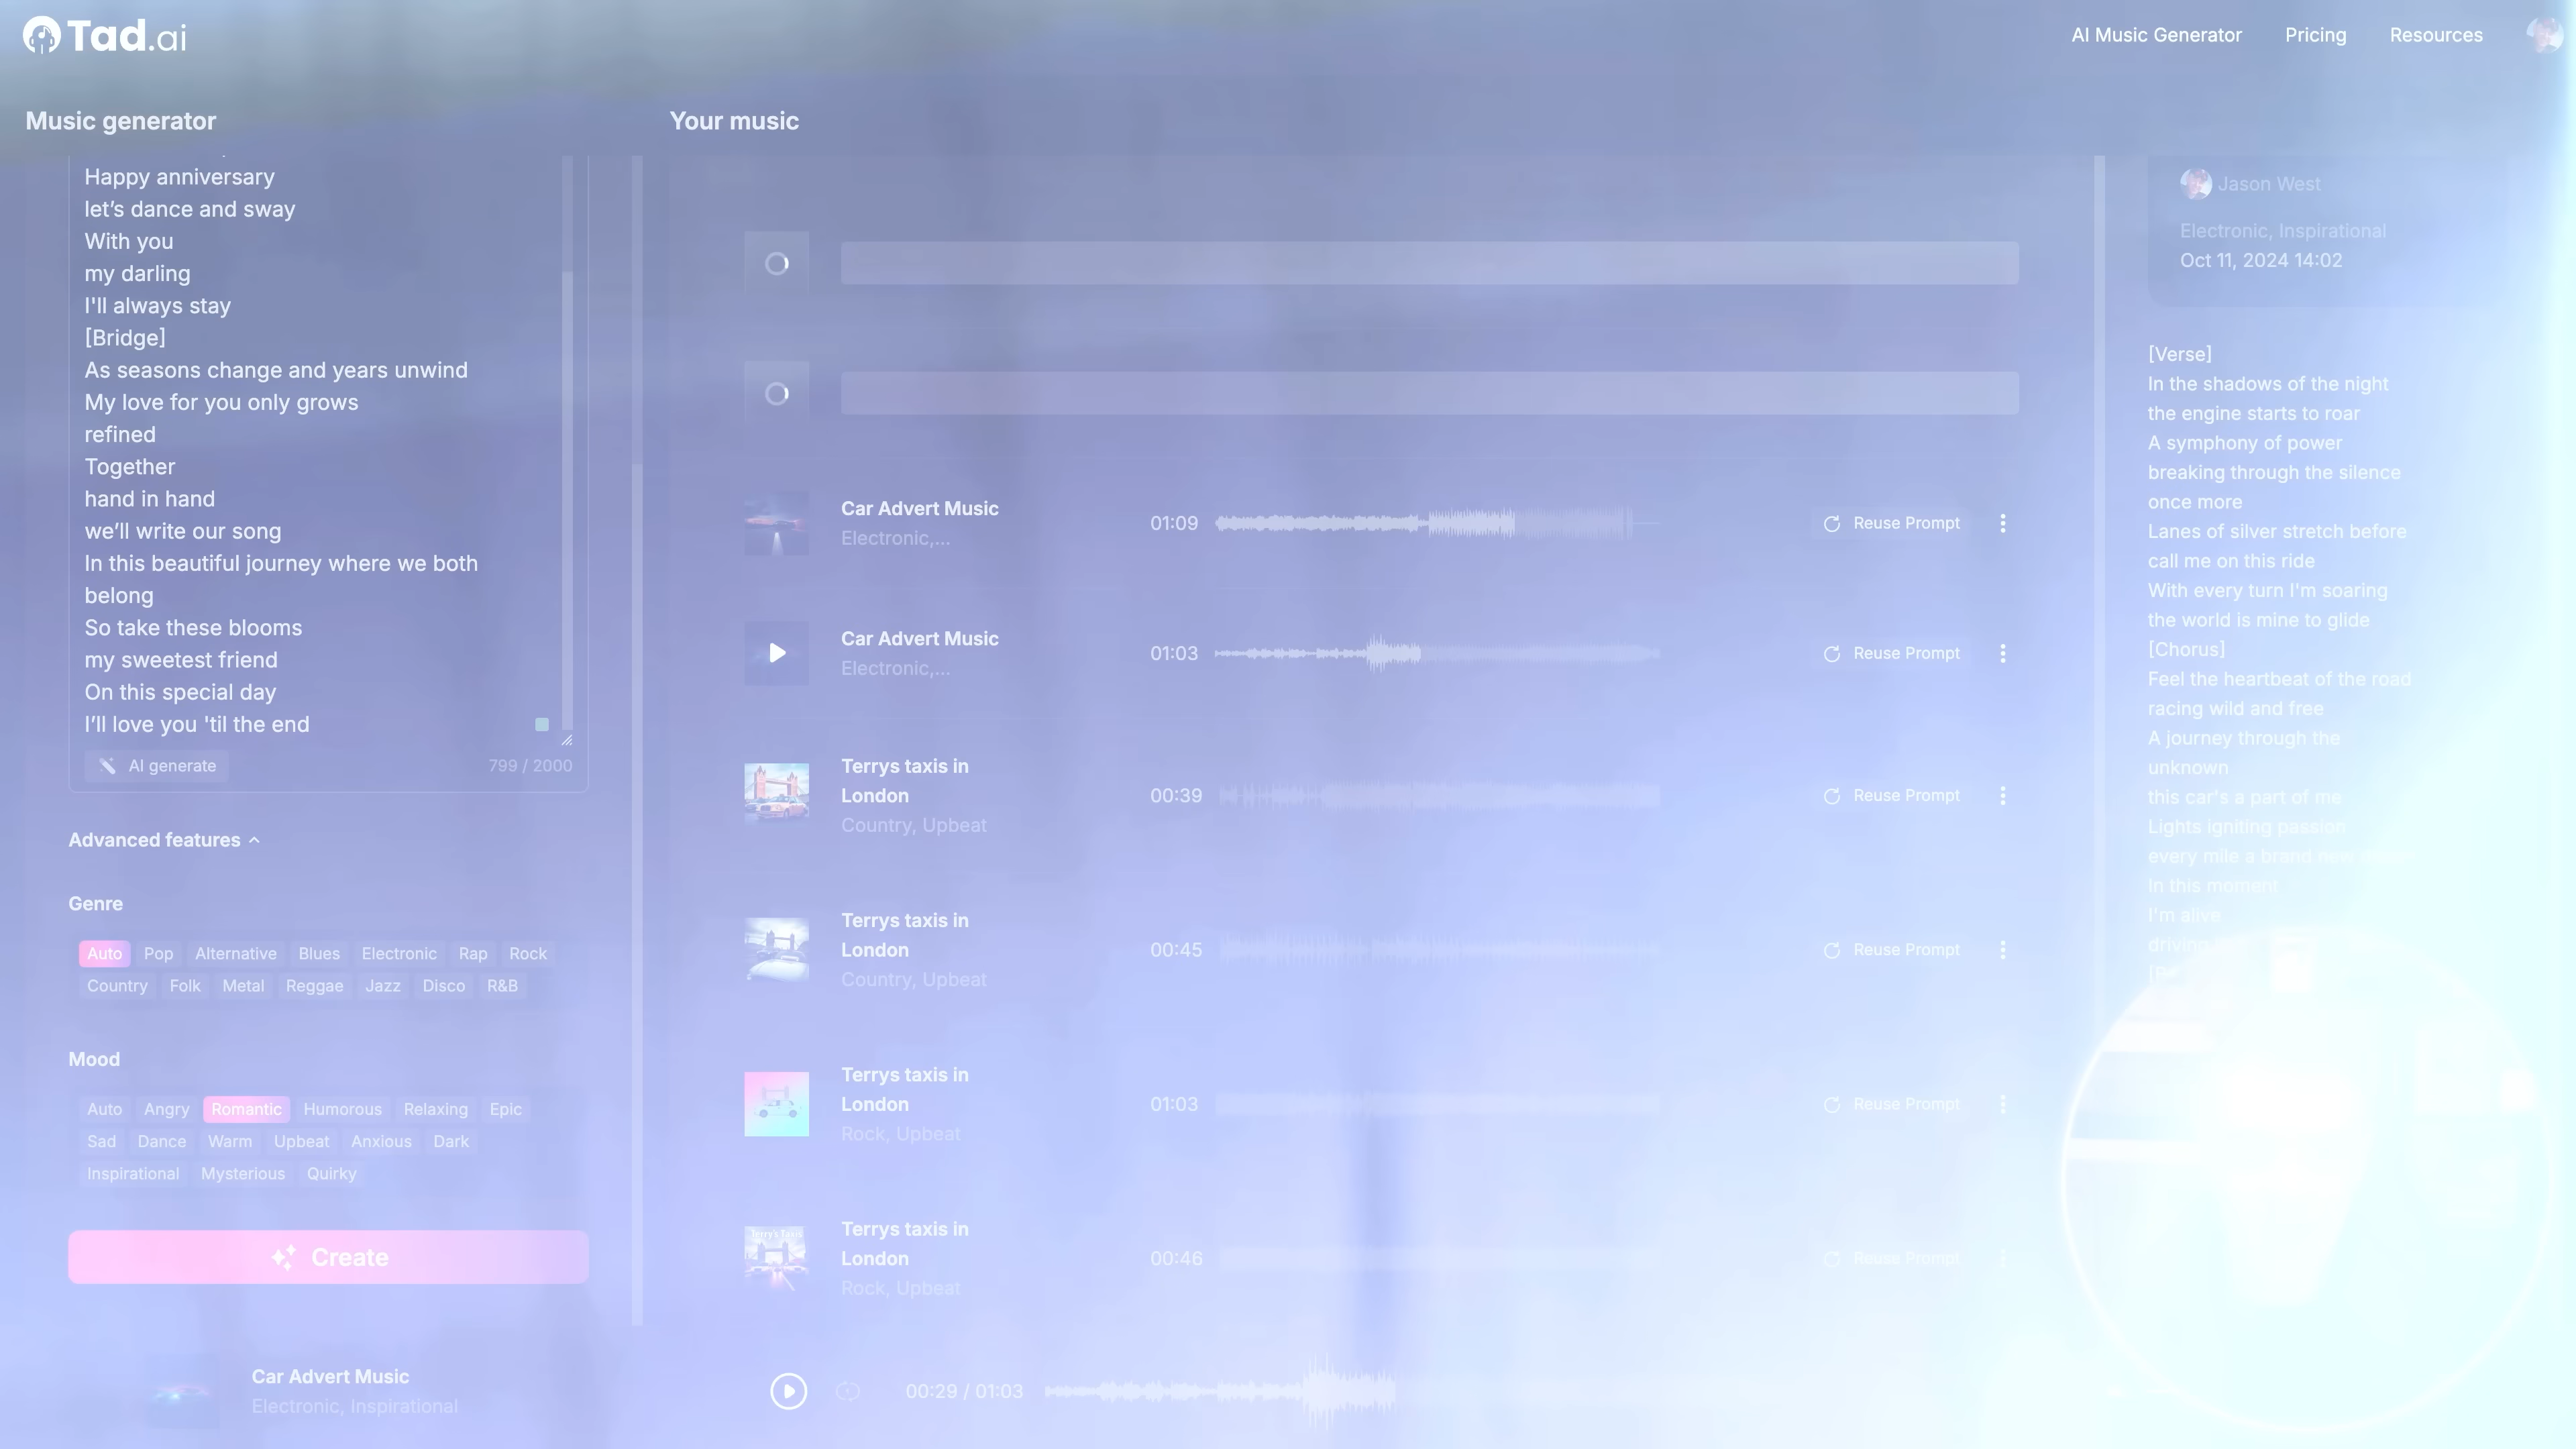 Tad.ai
AI Music Generator
Pricing
Resources
Music generator
Happy anniversary
let’s dance and sway
With you
my darling
I'll always stay
[Bridge]
As seasons change and years unwind
My love for you only grows
refined
Together
hand in hand
we’ll write our song
In this beautiful journey where we both
belong
So take these blooms
my sweetest friend
On this special day
I’ll love you 'til the end
AI generate
799 / 2000
Advanced features
Genre
Auto Pop Alternative Blues Electronic Rap Rock
Country Folk Metal Reggae Jazz Disco R&B
Mood
Auto Angry Romantic Humorous Relaxing Epic
Sad Dance Warm Upbeat Anxious Dark
Inspirational Mysterious Quirky
Create
Your music
Car Advert Music
Electronic,...
01:09
Reuse Prompt
Car Advert Music
Electronic,...
01:03
Reuse Prompt
Terrys taxis in
London
Country, Upbeat
00:39
Reuse Prompt
Terrys taxis in
London
Country, Upbeat
00:45
Reuse Prompt
Terrys taxis in
London
Rock, Upbeat
01:03
Reuse Prompt
Terry's Taxis
Terrys taxis in
London
Rock, Upbeat
00:46
Reuse Prompt
Jason West
Electronic, Inspirational
Oct 11, 2024 14:02
[Verse]
In the shadows of the night
the engine starts to roar
A symphony of power
breaking through the silence
once more
Lanes of silver stretch before
call me on this ride
With every turn I'm soaring
the world is mine to glide
[Chorus]
Feel the heartbeat of the road
racing wild and free
A journey through the
unknown
this car's a part of me
Lights igniting passion
every mile a brand new
In this moment
I'm alive
driving
Car Advert Music
Electronic, Inspirational
00:29 / 01:03